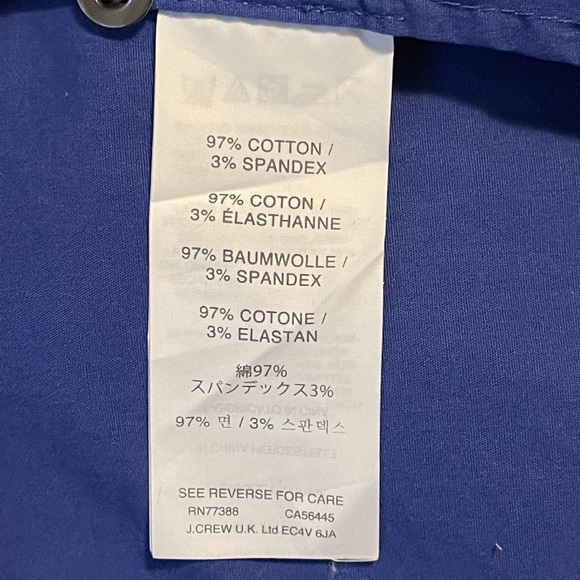 97% COTTON /
3% SPANDEX
97% COTON /
3% ÉLASTHANNE
97% BAUMWOLLE /
3% SPANDEX
97% COTONE /
3% ELASTAN
綿97%
スパンデックス3%
97% 면 / 3% 스판덱스
SEE REVERSE FOR CARE
RN77388 CA56445
J.CREW U.K. Ltd EC4V 6JA